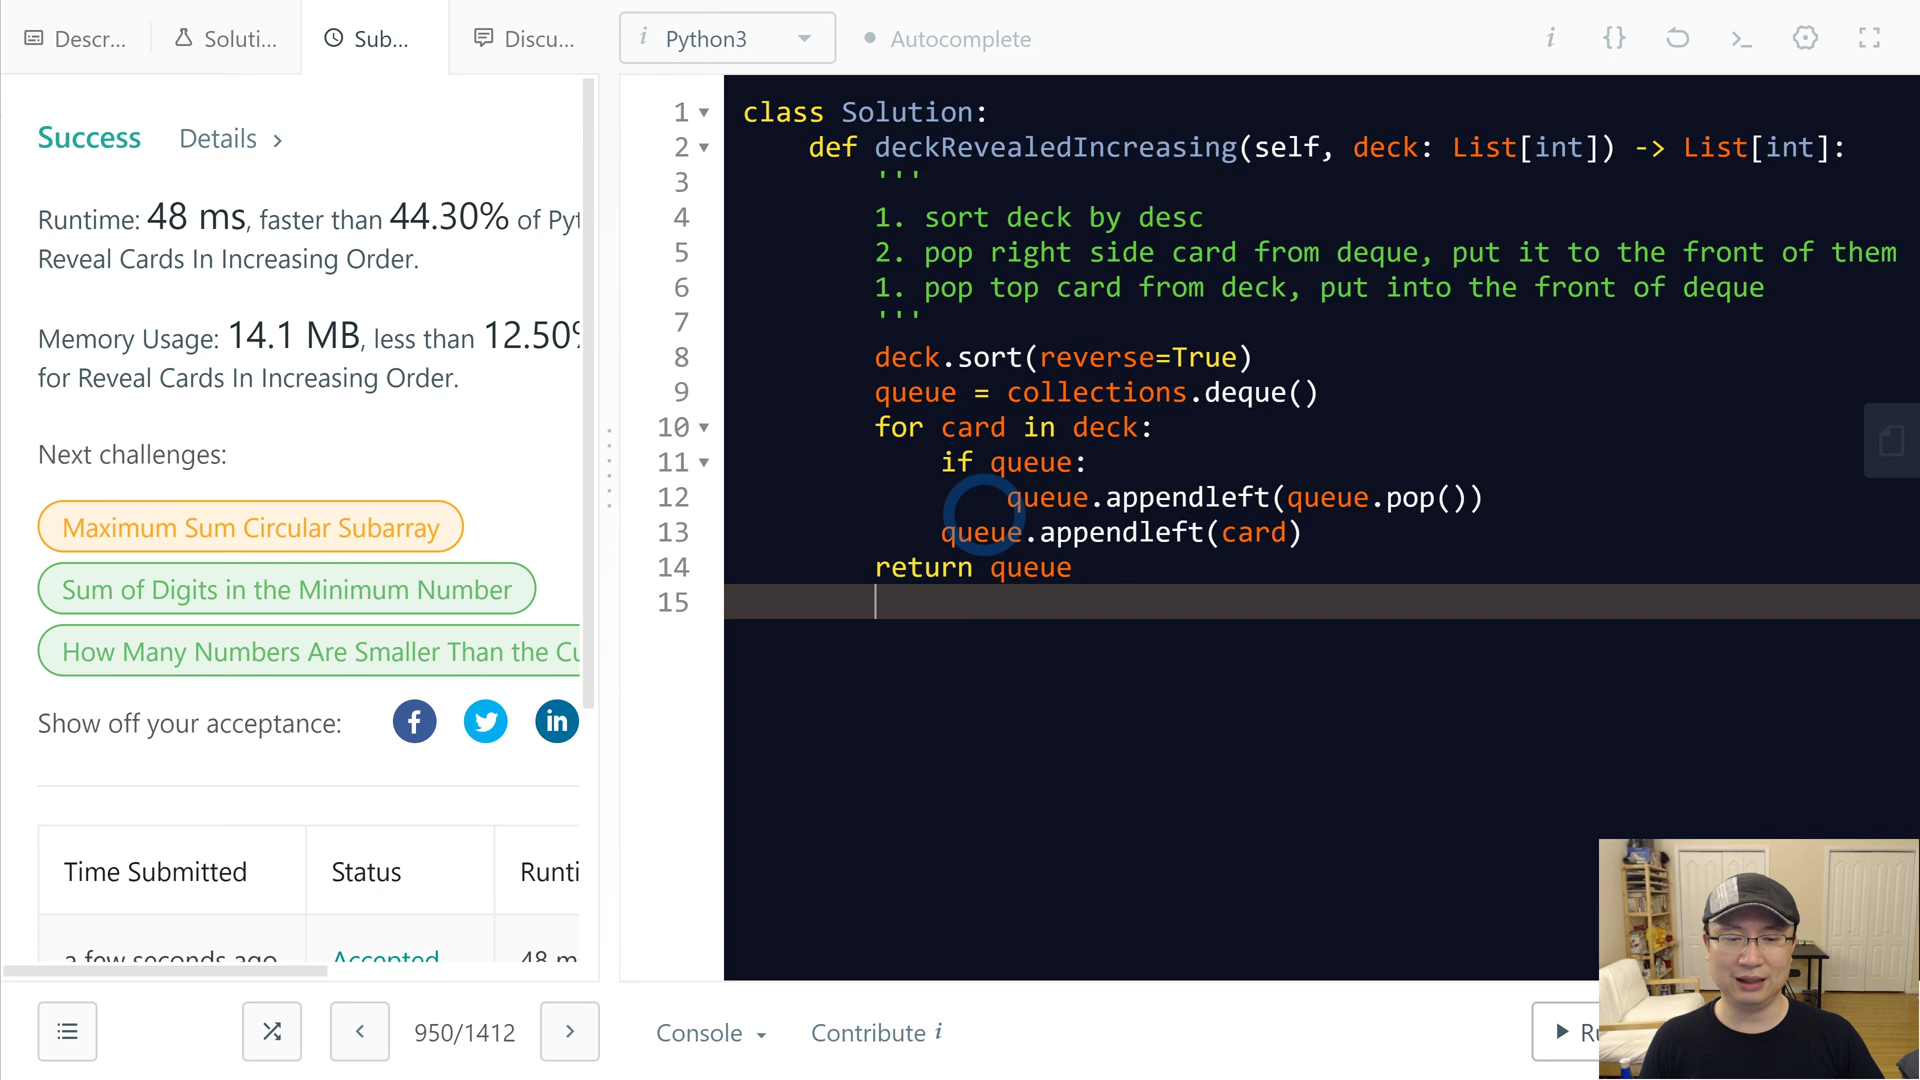 Descr...
Soluti...
Sub...
Discu...
i Python3
Autocomplete
i
{}
Success Details >
Runtime: 48 ms, faster than 44.30% of Pyt
Reveal Cards In Increasing Order.
Memory Usage: 14.1 MB, less than 12.50%
for Reveal Cards In Increasing Order.
Next challenges:
Maximum Sum Circular Subarray
Sum of Digits in the Minimum Number
How Many Numbers Are Smaller Than the Cu
Show off your acceptance:
Time Submitted Status Runti
a few seconds ago Accepted 48 m
950/1412
1 class Solution:
2 def deckRevealedIncreasing(self, deck: List[int]) -> List[int]:
3 '''
4 1. sort deck by desc
5 2. pop right side card from deque, put it to the front of them
6 1. pop top card from deck, put into the front of deque
7 '''
8 deck.sort(reverse=True)
9 queue = collections.deque()
10 for card in deck:
11 if queue:
12 queue.appendleft(queue.pop())
13 queue.appendleft(card)
14 return queue
15
Console
Contribute i
Ru